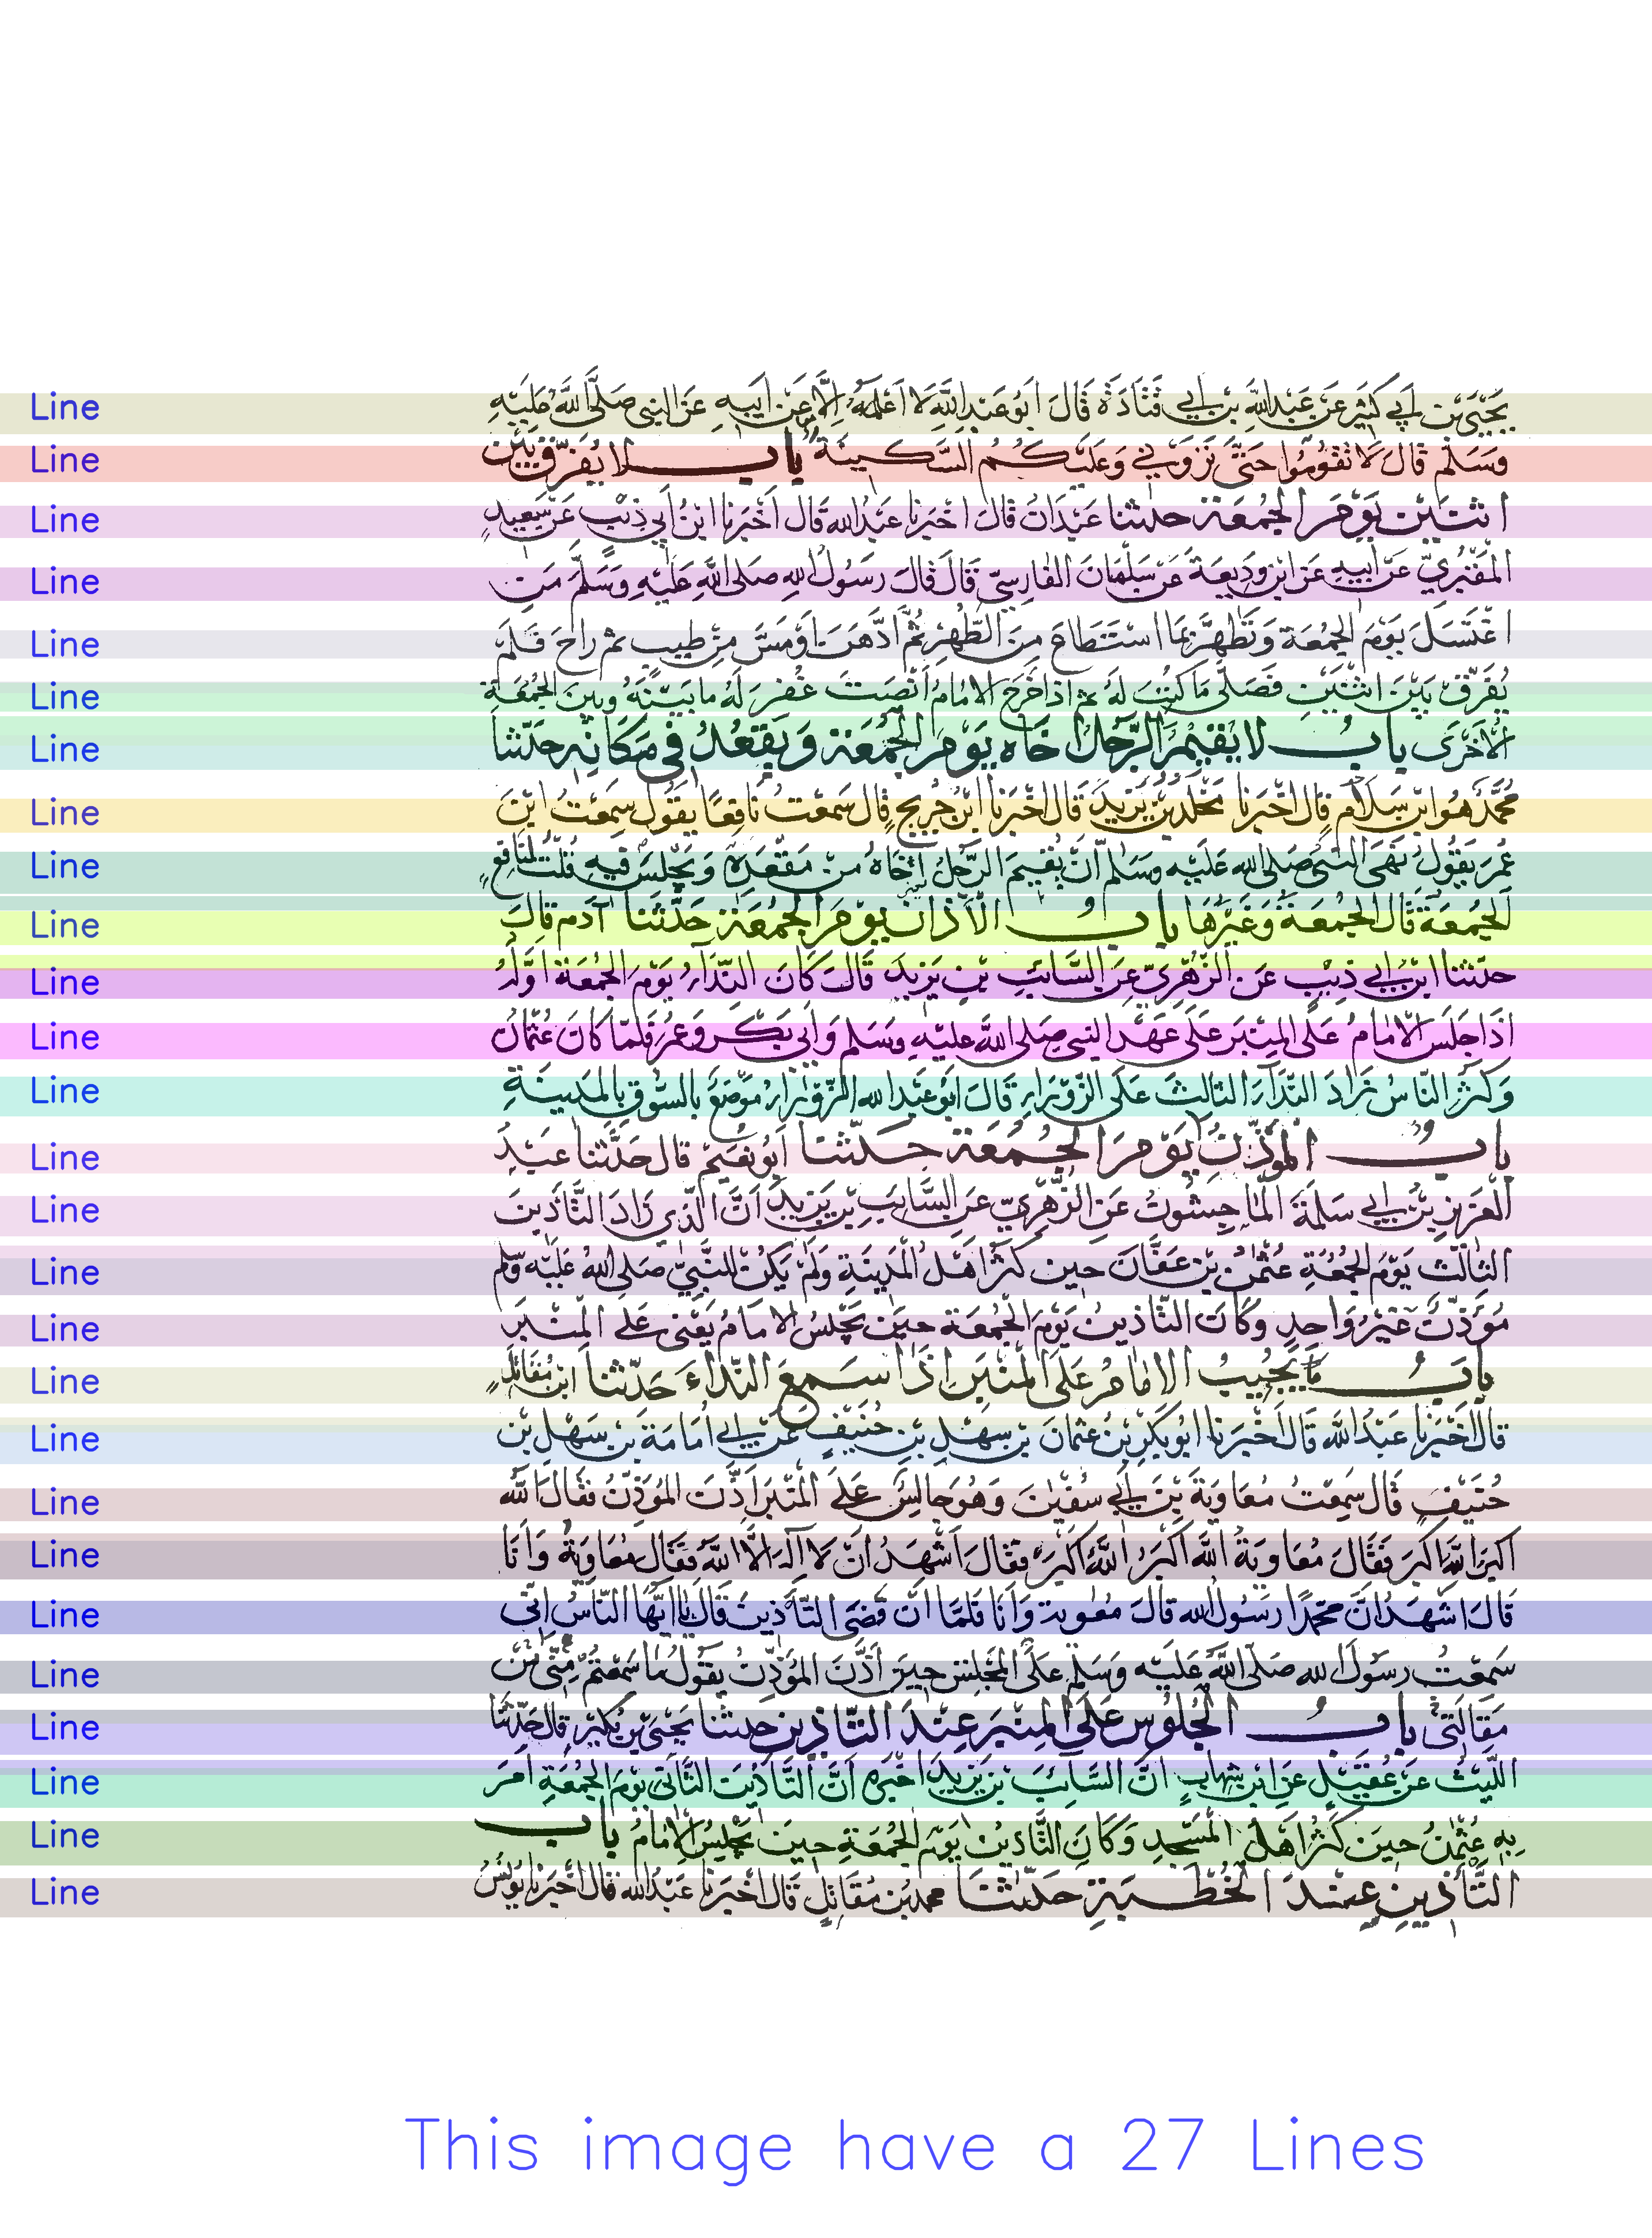 Line يحيى بن ابي كثير عن عبد الله بن ابي قتادة قال ابو عبد الله لا اعلمه الا عن ابيه عن النبي صلى الله عليه
Line وسلم قال لا تقوموا حتى تروني وعليكم السكينة باب لا يفرق بين
Line اثنين يوم الجمعة حدثنا عبدان قال اخبرنا عبد الله قال اخبرنا ابن ابي ذئب عن سعيد
Line المقبري عن ابيه عن ابن وديعة عن سلمان الفارسي قال قال رسول الله صلى الله عليه وسلم من
Line اغتسل يوم الجمعة وتطهر بما استطاع من الطهر ثم ادهن او مس من طيب ثم راح فلم
Line يفرق بين اثنين فصلى ما كتب له ثم اذا خرج الامام انصت غفر له ما بينه وبين الجمعة
Line الاخرى باب لا يقيم الرجل اخاه يوم الجمعة ويقعد في مكانه حدثنا
Line محمد هو ابن سلام قال اخبرنا مخلد بن يزيد قال اخبرنا ابن جريج قال سمعت نافعا يقول سمعت ابن
Line عمر يقول نهى النبي صلى الله عليه وسلم ان يقيم الرجل اخاه من مقعده ويجلس فيه قلت لنافع
Line الجمعة قال الجمعة وغيرها باب الاذان يوم الجمعة حدثنا آدم قال
Line حدثنا ابن ابي ذئب عن الزهري عن السائب بن يزيد قال كان النداء يوم الجمعة اوله
Line اذا جلس الامام على المنبر على عهد النبي صلى الله عليه وسلم وابي بكر وعمر فلما كان عثمان
Line وكثر الناس زاد النداء الثالث على الزوراء قال ابو عبد الله الزوراء موضع بالسوق بالمدينة
Line باب المؤذن يوم الجمعة حدثنا ابو نعيم قال حدثنا عبد
Line العزيز بن ابي سلمة الماجشون عن الزهري عن السائب بن يزيد ان الذي زاد التاذين
Line الثالث يوم الجمعة عثمن بن عفان حين كثر اهل المدينة ولم يكن للنبي صلى الله عليه وسلم
Line مؤذن غير واحد وكان التاذين يوم الجمعة حين يجلس الامام يعني على المنبر
Line باب ما يجيب الامام على المنبر اذا سمع النداء حدثنا ابن مقاتل
Line قال اخبرنا عبد الله قال اخبرنا ابو بكر بن عثمان بن سهل بن حنيف عن ابي امامة بن سهل بن
Line حنيف قال سمعت معاوية بن ابي سفين وهو جالس على المنبر اذن المؤذن فقال الله
Line اكبر الله اكبر فقال معاوية الله اكبر الله اكبر فقال اشهد ان لا اله الا الله فقال معاوية وانا
Line قال اشهد ان محمدا رسول الله قال معوية وانا فلما ان قضى التاذين قال يا ايها الناس اني
Line سمعت رسول الله صلى الله عليه وسلم على المجلس حين اذن المؤذن يقول ما سمعتم مني من
Line مقالتي باب الجلوس على المنبر عند التاذين حدثنا يحيى بن بكير قال حدثنا
Line الليث عن عقيل عن ابن شهاب ان السائب بن يزيد اخبره ان التاذين الثاني يوم الجمعة امر
Line به عثمن حين كثر اهل المسجد وكان التاذين يوم الجمعة حين يجلس الامام باب
Line التاذين عند الخطبة حدثنا محمد بن مقاتل قال اخبرنا عبد الله قال اخبرنا يونس
This image have a 27 Lines